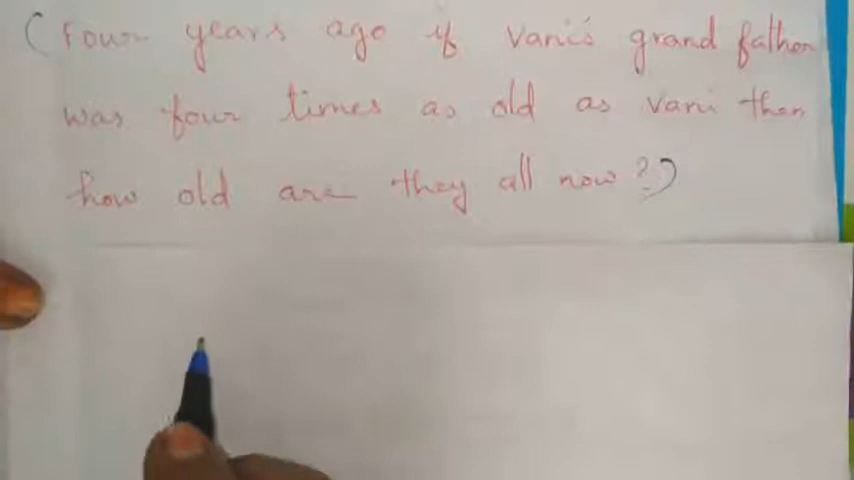 (Four years ago if vani's grand father
was four times as old as vani then
how old are they all now?)